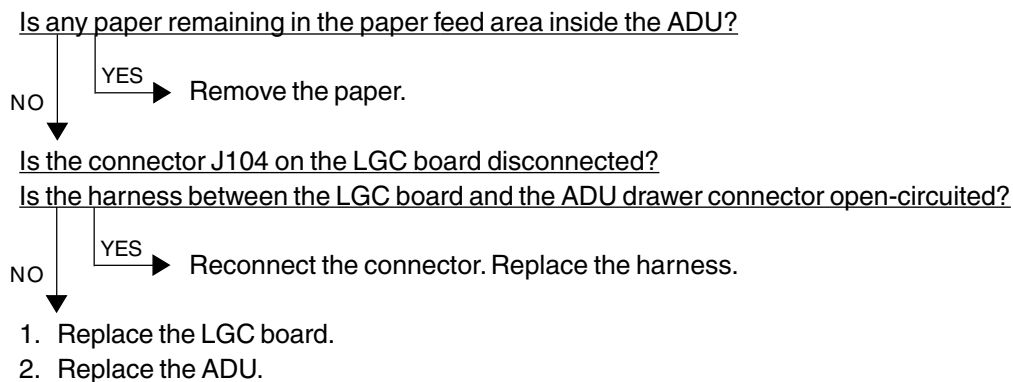 Is any paper remaining in the paper feed area inside the ADU?
YES
Remove the paper.
NO
Is the connector J104 on the LGC board disconnected?
Is the harness between the LGC board and the ADU drawer connector open-circuited?
YES
Reconnect the connector. Replace the harness.
NO
1. Replace the LGC board.
2. Replace the ADU.